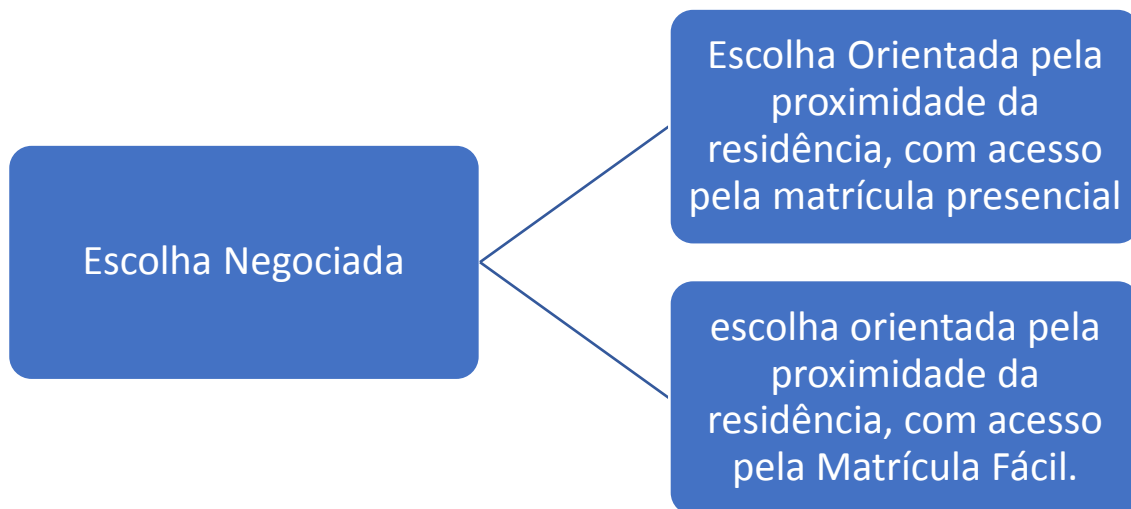 Escolha Negociada
Escolha Orientada pela
proximidade da
residência, com acesso
pela matrícula presencial
escolha orientada pela
proximidade da
residência, com acesso
pela Matrícula Fácil.